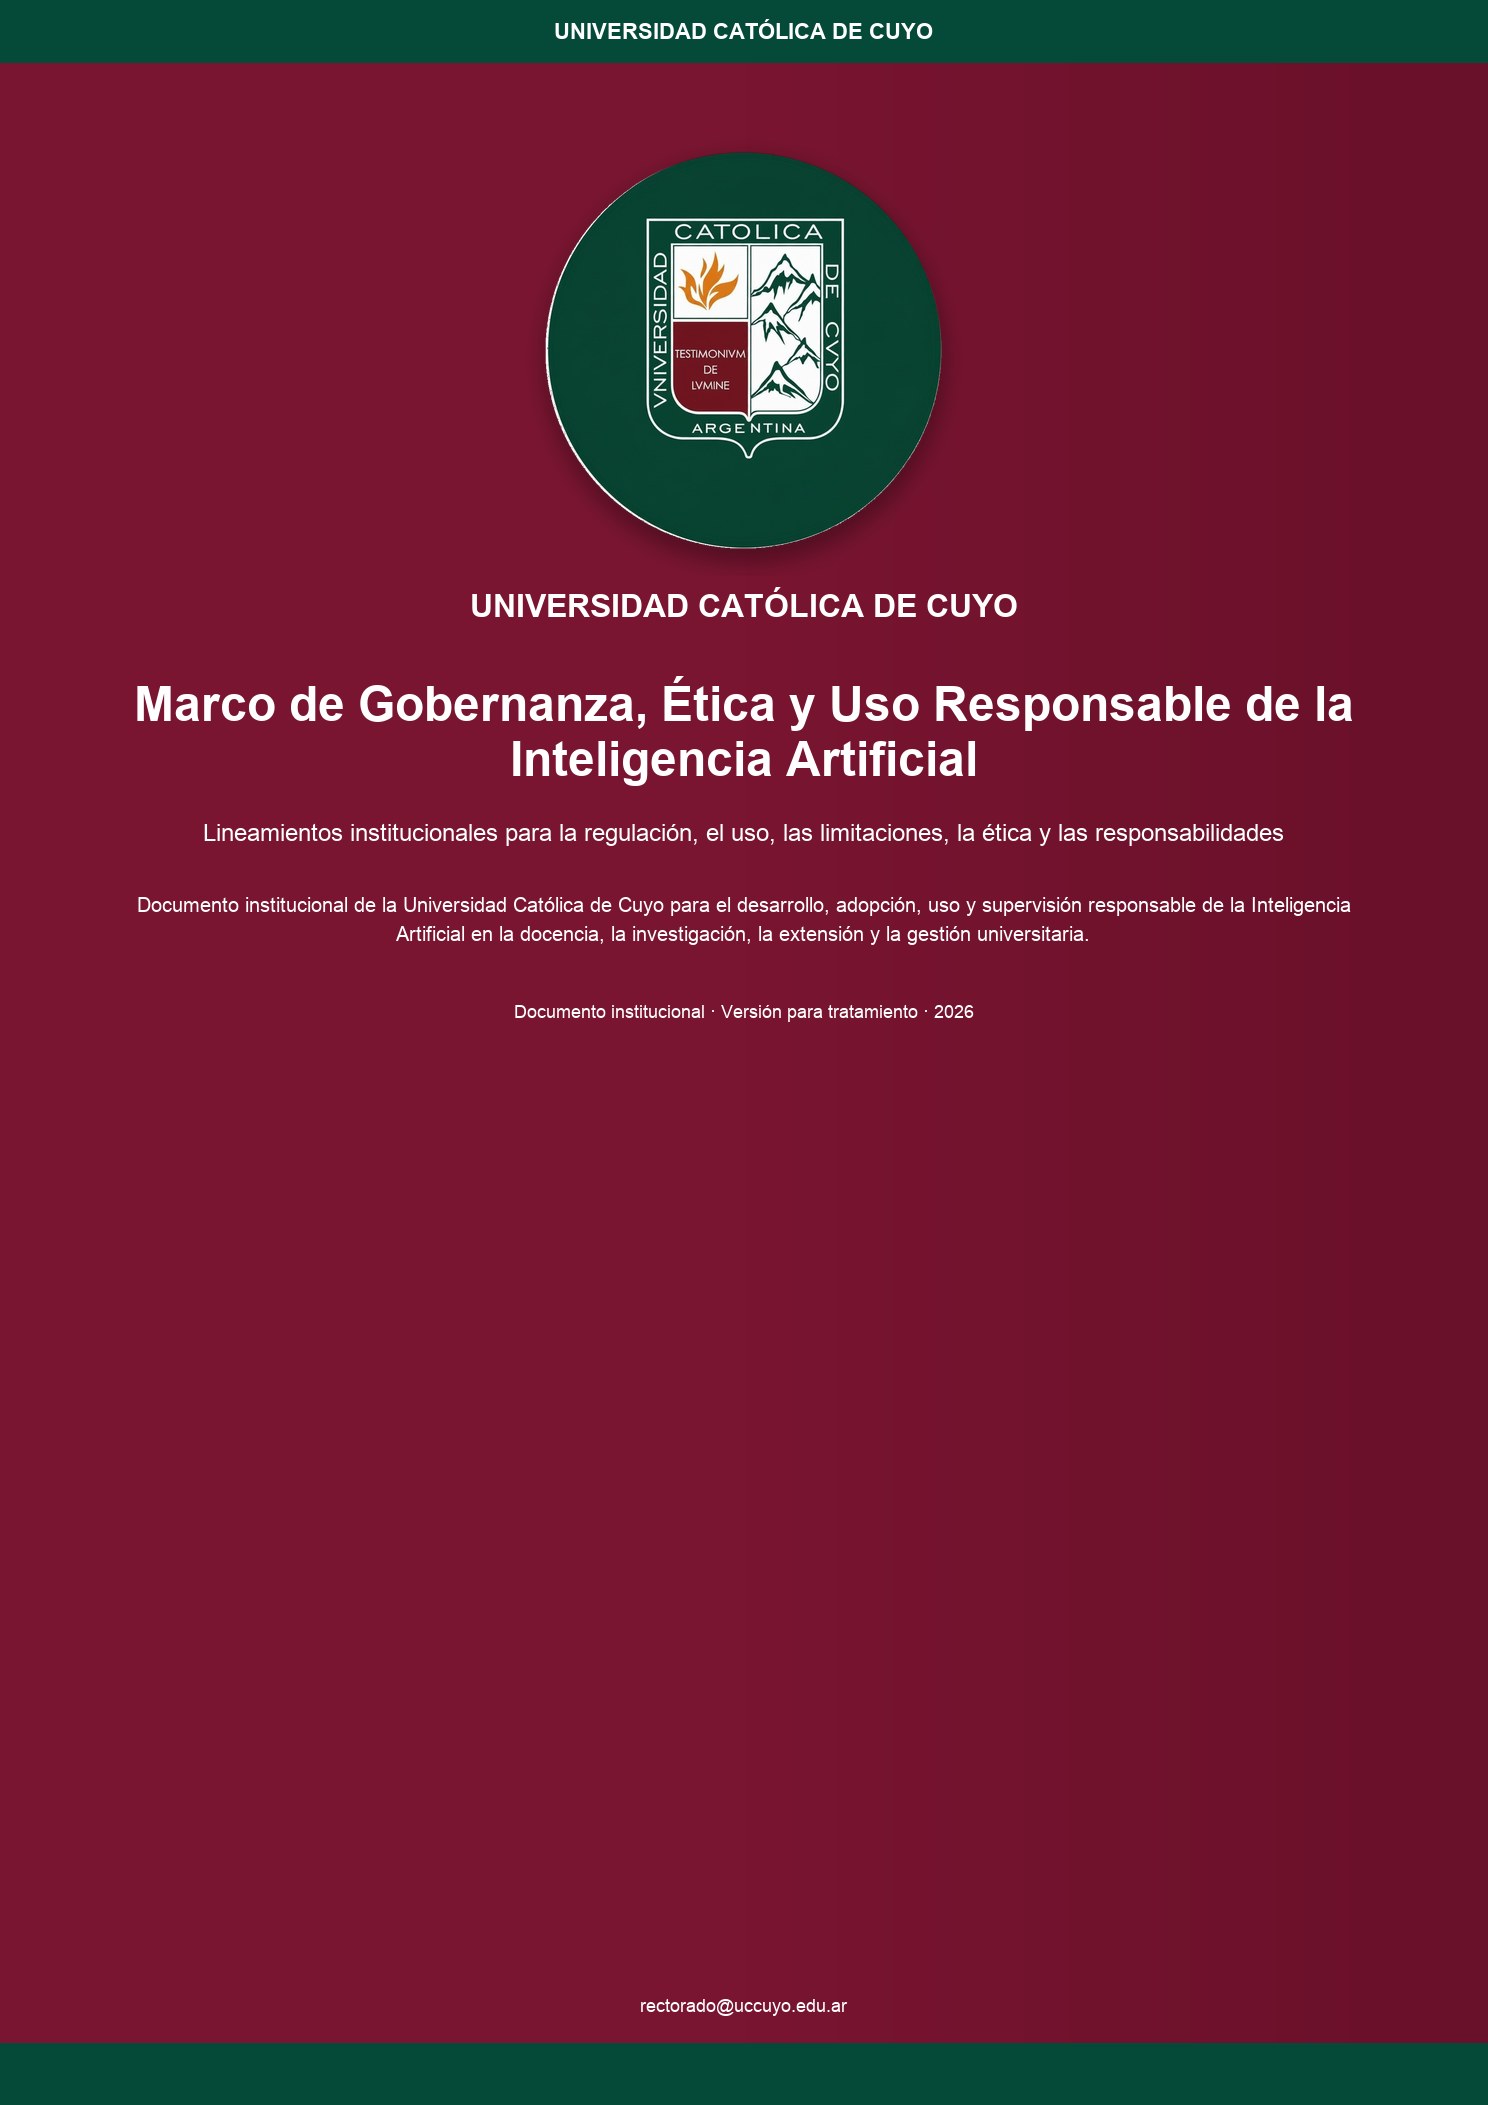 UNIVERSIDAD CATÓLICA DE CUYO
CATOLICA
VNIVERSIDAD
DE CVYO
TESTIMONIVM
DE
LVMINE
ARGENTINA
UNIVERSIDAD CATÓLICA DE CUYO
Marco de Gobernanza, Ética y Uso Responsable de la
Inteligencia Artificial
Lineamientos institucionales para la regulación, el uso, las limitaciones, la ética y las responsabilidades
Documento institucional de la Universidad Católica de Cuyo para el desarrollo, adopción, uso y supervisión responsable de la Inteligencia
Artificial en la docencia, la investigación, la extensión y la gestión universitaria.
Documento institucional · Versión para tratamiento · 2026
rectorado@uccuyo.edu.ar